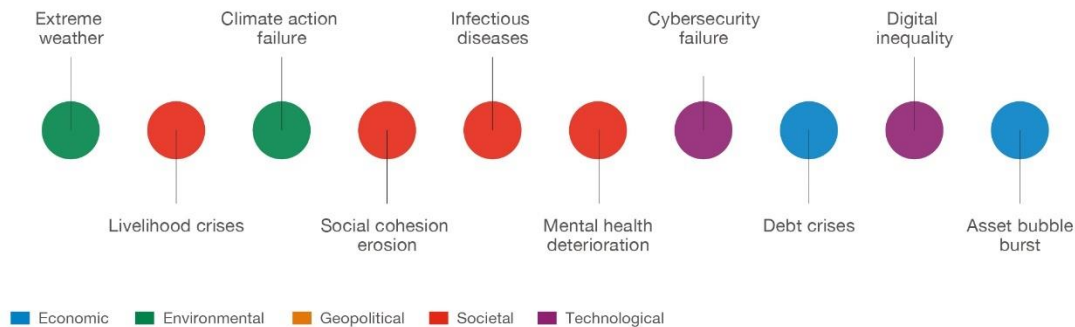 Extreme
weather
Climate action
failure
Infectious
diseases
Cybersecurity
failure
Digital
inequality
Livelihood crises
Social cohesion
erosion
Mental health
deterioration
Debt crises
Asset bubble
burst
Economic
Environmental
Geopolitical
Societal
Technological